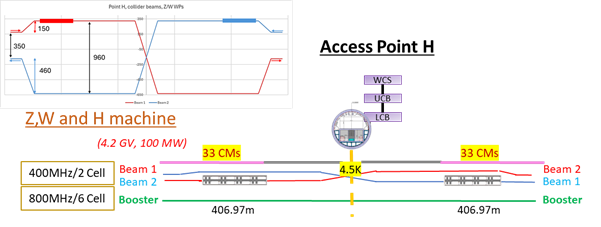 Point H, collider beams, Z/W WPs
150
350
460
960
Beam 1
Beam 2
Access Point H
WCS
UCB
LCB
Z,W and H machine
(4.2 GV, 100 MW)
33 CMs
33 CMs
4.5K
400MHz/2 Cell
Beam 1
Beam 2
Beam 2
Beam 1
800MHz/6 Cell
Booster
Booster
406.97m
406.97m